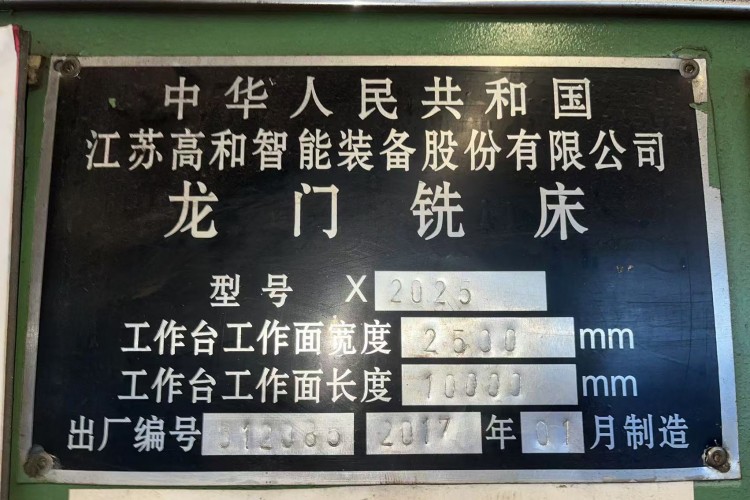 中华人民共和国
江苏高和智能装备股份有限公司
龙门铣床
型号 X 2025
工作台工作面宽度 2500 mm
工作台工作面长度 10000 mm
出厂编号 012085 2017 年 01 月制造